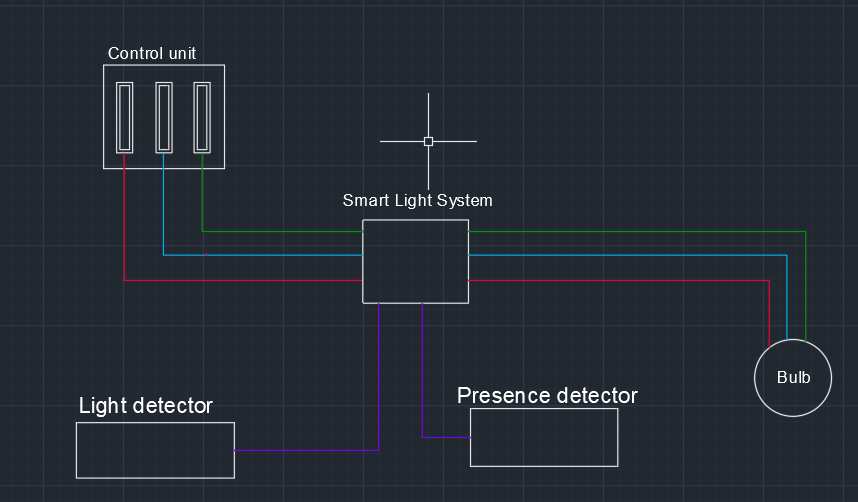 Control unit
Smart Light System
Bulb
Presence detector
Light detector